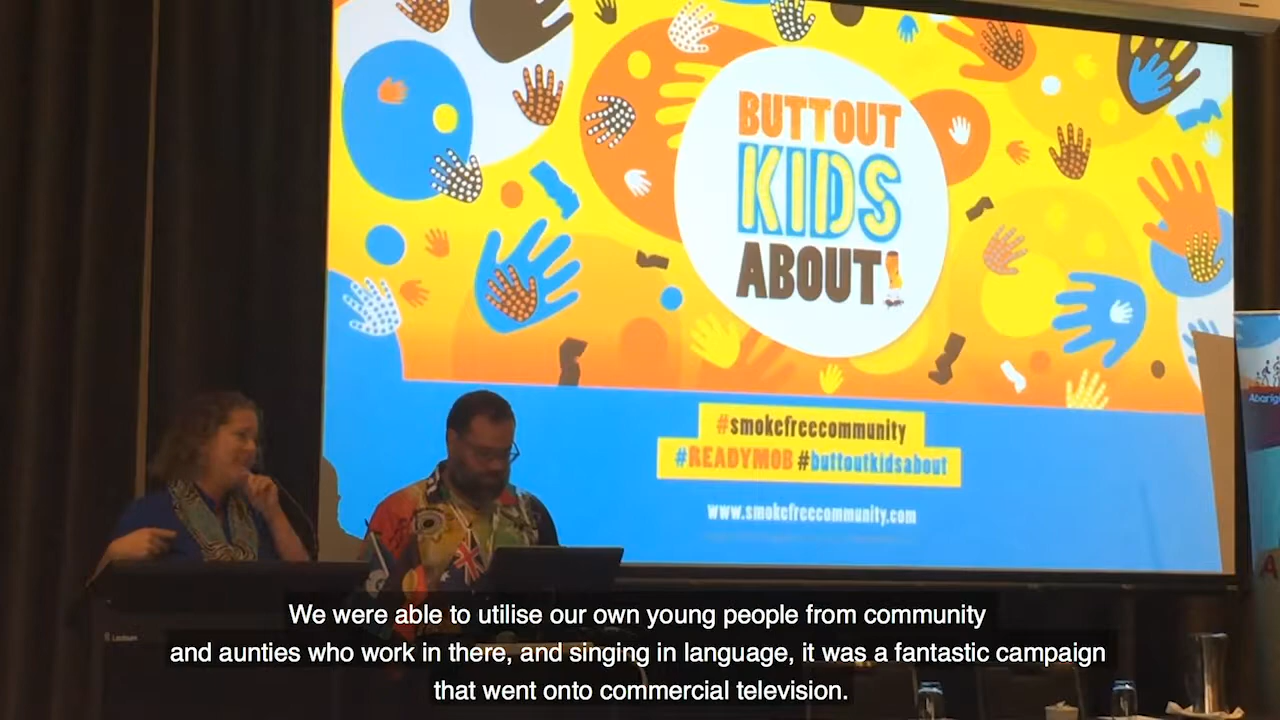 BUTT OUT
KIDS
ABOUT!
#smokefreecommunity
#READYMOB #buttoutkidsabout
www.smokefreecommunity.com
We were able to utilise our own young people from community
and aunties who work in there, and singing in language, it was a fantastic campaign
that went onto commercial television.